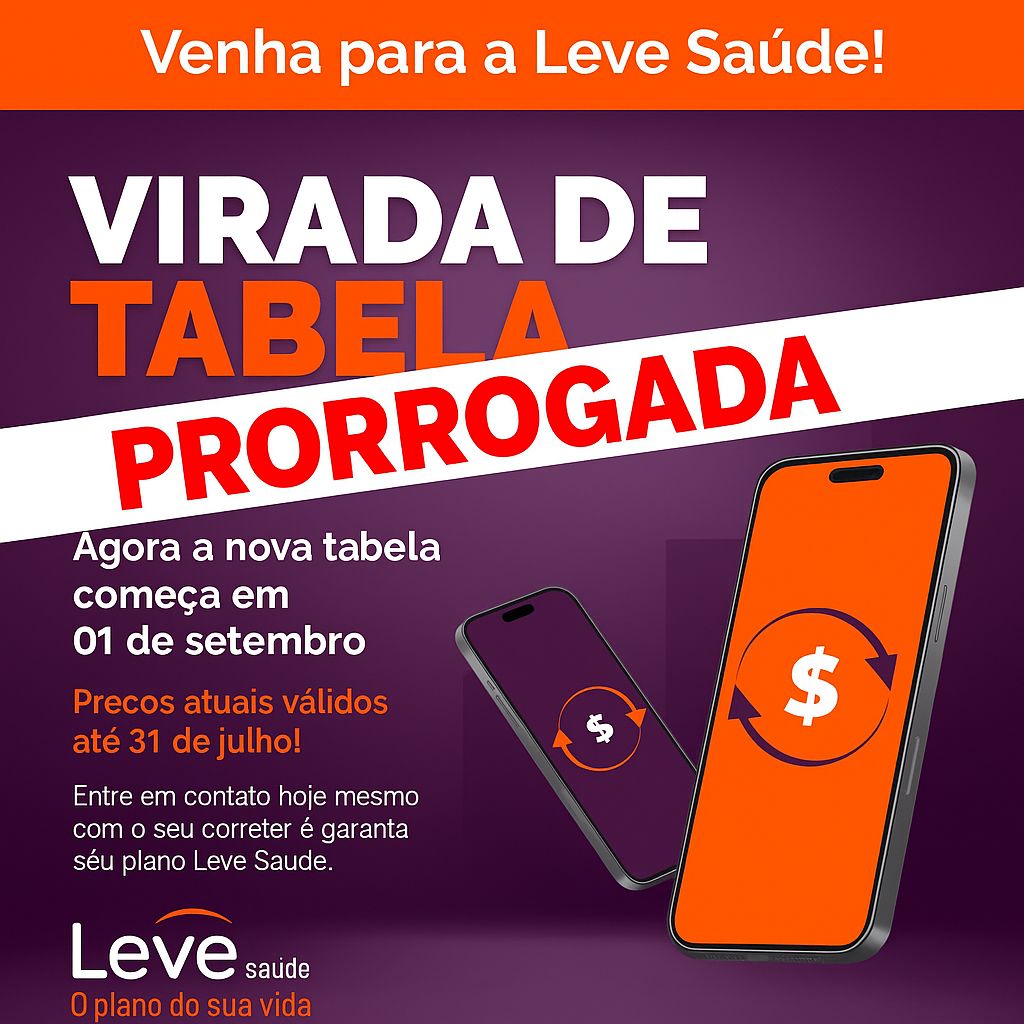 Venha para a Leve Saúde!
VIRADA DE
TABELA
PRORROGADA
Agora a nova tabela
começa em
01 de setembro
Precos atuais válidos
até 31 de julho!
Entre em contato hoje mesmo
com o seu correter é garanta
séu plano Leve Saude.
Leve saude
O plano do sua vida
$
$